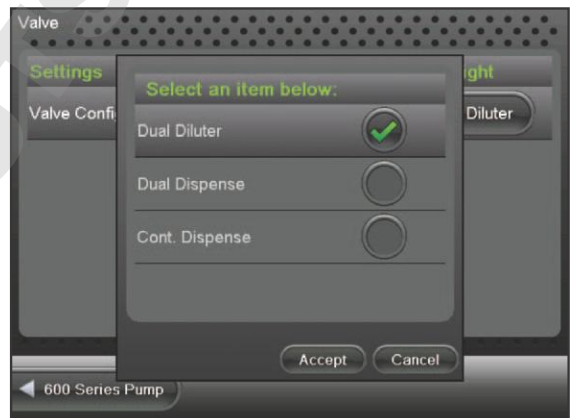 Valve
Settings
ight
Select an item below:
Valve Confi
Diluter
Dual Diluter
Dual Dispense
Cont. Dispense
Accept Cancel
600 Series Pump